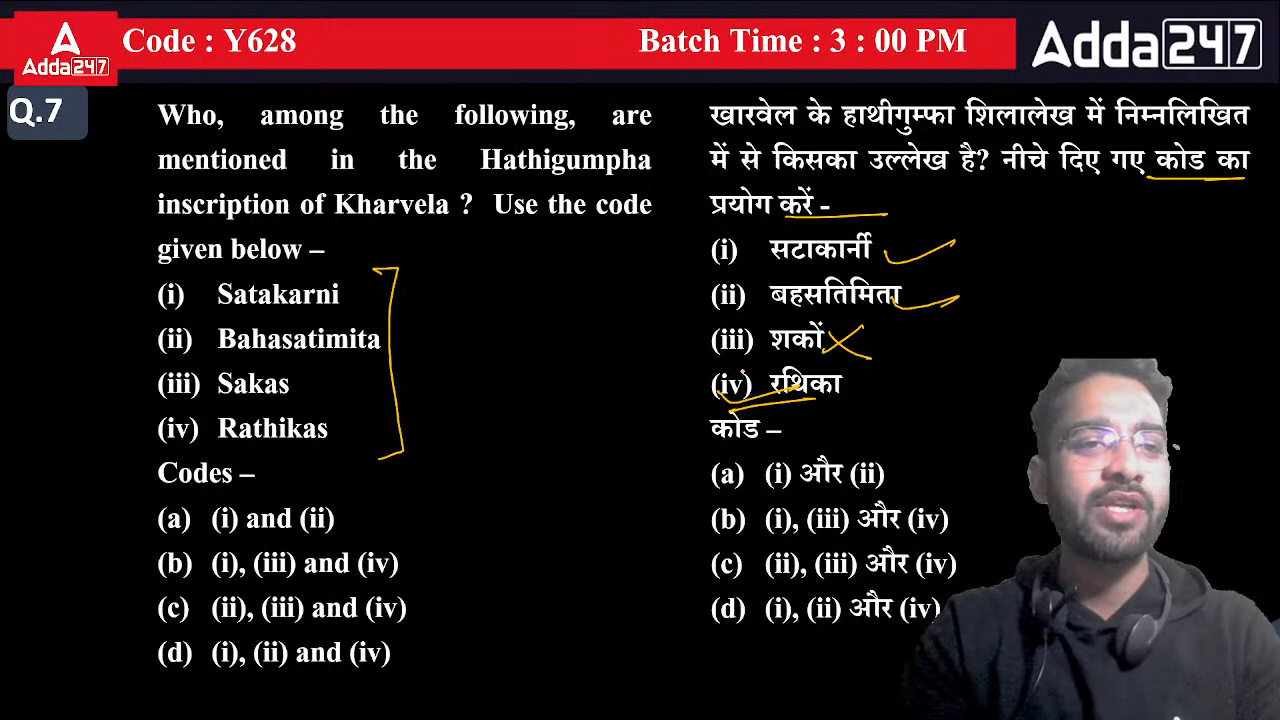 Code : Y628
Batch Time : 3 : 00 PM
Adda247
Adda247
Q.7
Who, among the following, are
mentioned in the Hathigumpha
inscription of Kharvela ? Use the code
given below –
(i) Satakarni
(ii) Bahasatimita
(iii) Sakas
(iv) Rathikas
Codes –
(a) (i) and (ii)
(b) (i), (iii) and (iv)
(c) (ii), (iii) and (iv)
(d) (i), (ii) and (iv)
खारवेल के हाथीगुम्फा शिलालेख में निम्नलिखित
में से किसका उल्लेख है? नीचे दिए गए कोड का
प्रयोग करें -
(i) सटाकार्नी
(ii) बहसतिमिता
(iii) शकों
(iv) रथिका
कोड –
(a) (i) और (ii)
(b) (i), (iii) और (iv)
(c) (ii), (iii) और (iv)
(d) (i), (ii) और (iv)